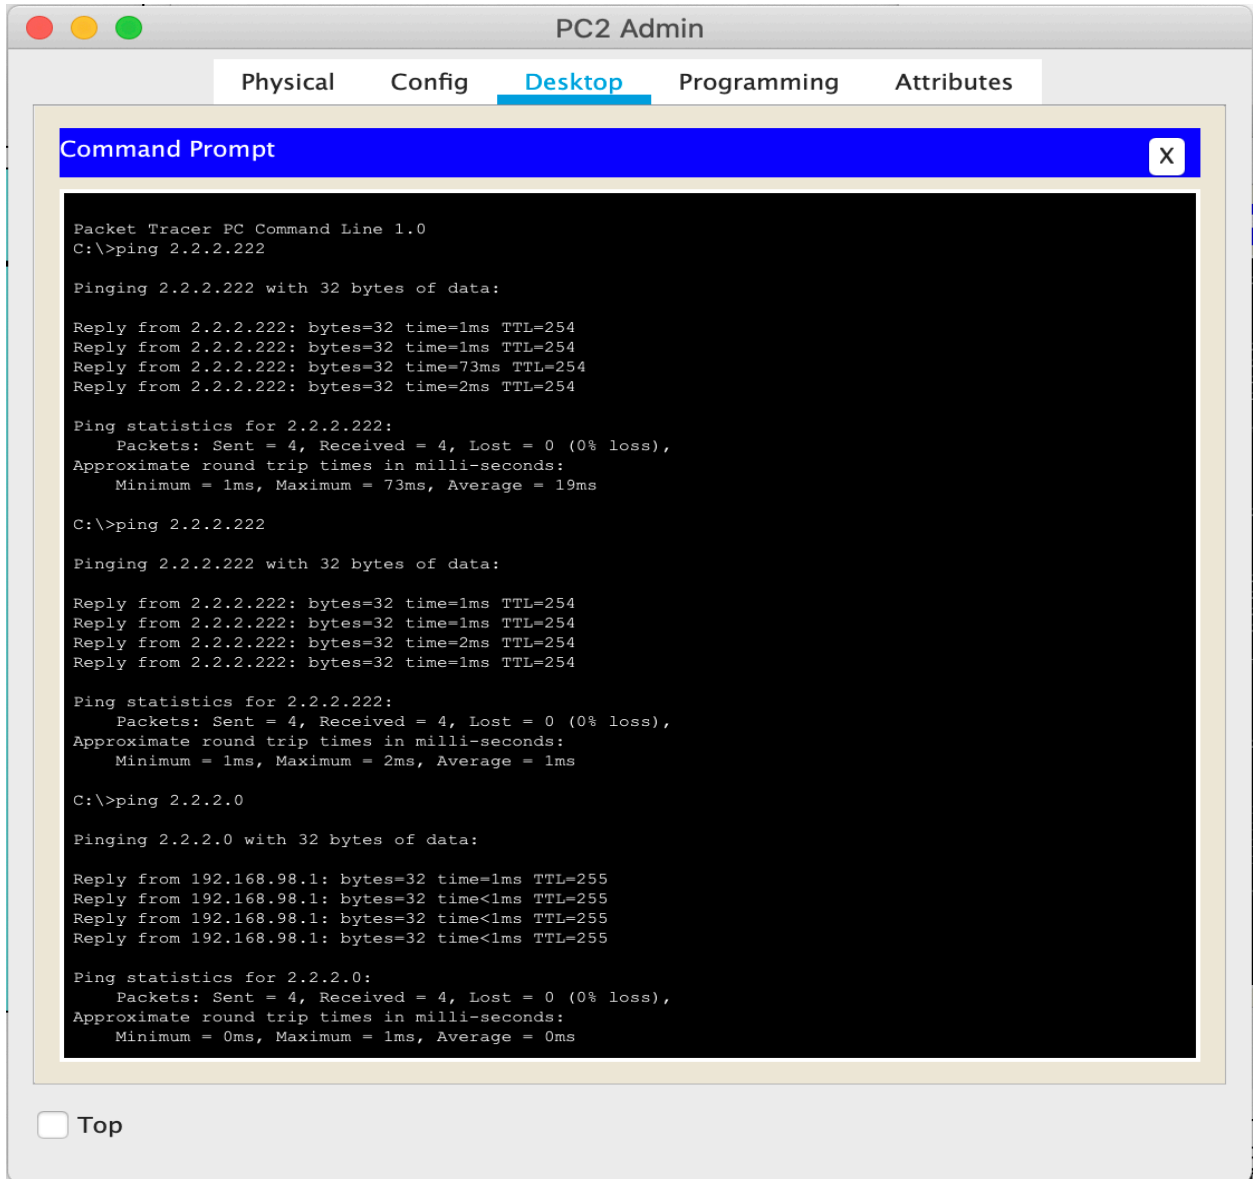 PC2 Admin
Physical Config Desktop Programming Attributes
Command Prompt
X
Packet Tracer PC Command Line 1.0
C:\>ping 2.2.2.222
Pinging 2.2.2.222 with 32 bytes of data:
Reply from 2.2.2.222: bytes=32 time=1ms TTL=254
Reply from 2.2.2.222: bytes=32 time=1ms TTL=254
Reply from 2.2.2.222: bytes=32 time=73ms TTL=254
Reply from 2.2.2.222: bytes=32 time=2ms TTL=254
Ping statistics for 2.2.2.222:
Packets: Sent = 4, Received = 4, Lost = 0 (0% loss),
Approximate round trip times in milli-seconds:
Minimum = 1ms, Maximum = 73ms, Average = 19ms
C:\>ping 2.2.2.222
Pinging 2.2.2.222 with 32 bytes of data:
Reply from 2.2.2.222: bytes=32 time=1ms TTL=254
Reply from 2.2.2.222: bytes=32 time=1ms TTL=254
Reply from 2.2.2.222: bytes=32 time=2ms TTL=254
Reply from 2.2.2.222: bytes=32 time=1ms TTL=254
Ping statistics for 2.2.2.222:
Packets: Sent = 4, Received = 4, Lost = 0 (0% loss),
Approximate round trip times in milli-seconds:
Minimum = 1ms, Maximum = 2ms, Average = 1ms
C:\>ping 2.2.2.0
Pinging 2.2.2.0 with 32 bytes of data:
Reply from 192.168.98.1: bytes=32 time=1ms TTL=255
Reply from 192.168.98.1: bytes=32 time<1ms TTL=255
Reply from 192.168.98.1: bytes=32 time<1ms TTL=255
Reply from 192.168.98.1: bytes=32 time<1ms TTL=255
Ping statistics for 2.2.2.0:
Packets: Sent = 4, Received = 4, Lost = 0 (0% loss),
Approximate round trip times in milli-seconds:
Minimum = 0ms, Maximum = 1ms, Average = 0ms
Top